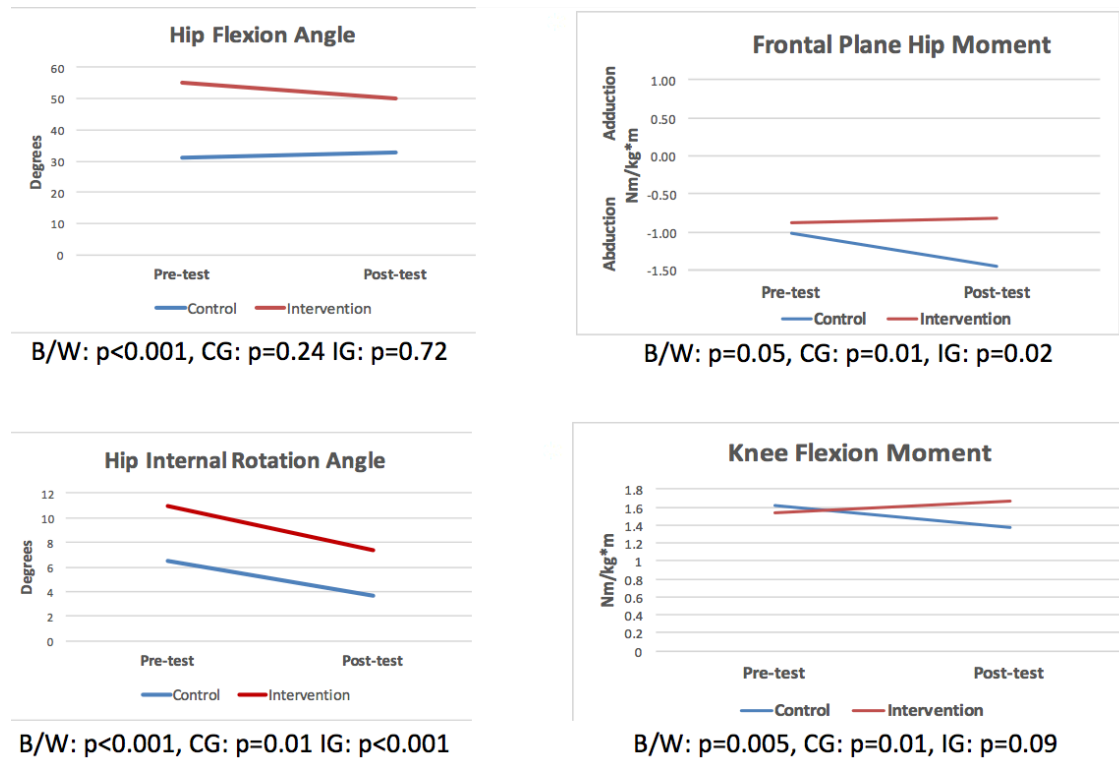 Hip Flexion Angle
60
50
40
30
20
10
0
Degrees
Pre-test Post-test
Control Intervention
B/W: p<0.001, CG: p=0.24 IG: p=0.72
Frontal Plane Hip Moment
1.00
0.50
0.00
-0.50
-1.00
-1.50
Adduction
Abduction
Nm/kg*m
Pre-test Post-test
Control Intervention
B/W: p=0.05, CG: p=0.01, IG: p=0.02
Hip Internal Rotation Angle
12
10
8
6
4
2
0
Degrees
Pre-test Post-test
Control Intervention
B/W: p<0.001, CG: p=0.01 IG: p<0.001
Knee Flexion Moment
1.8
1.6
1.4
1.2
1
0.8
0.6
0.4
0.2
0
Nm/kg*m
Pre-test Post-test
Control Intervention
B/W: p=0.005, CG: p=0.01, IG: p=0.09